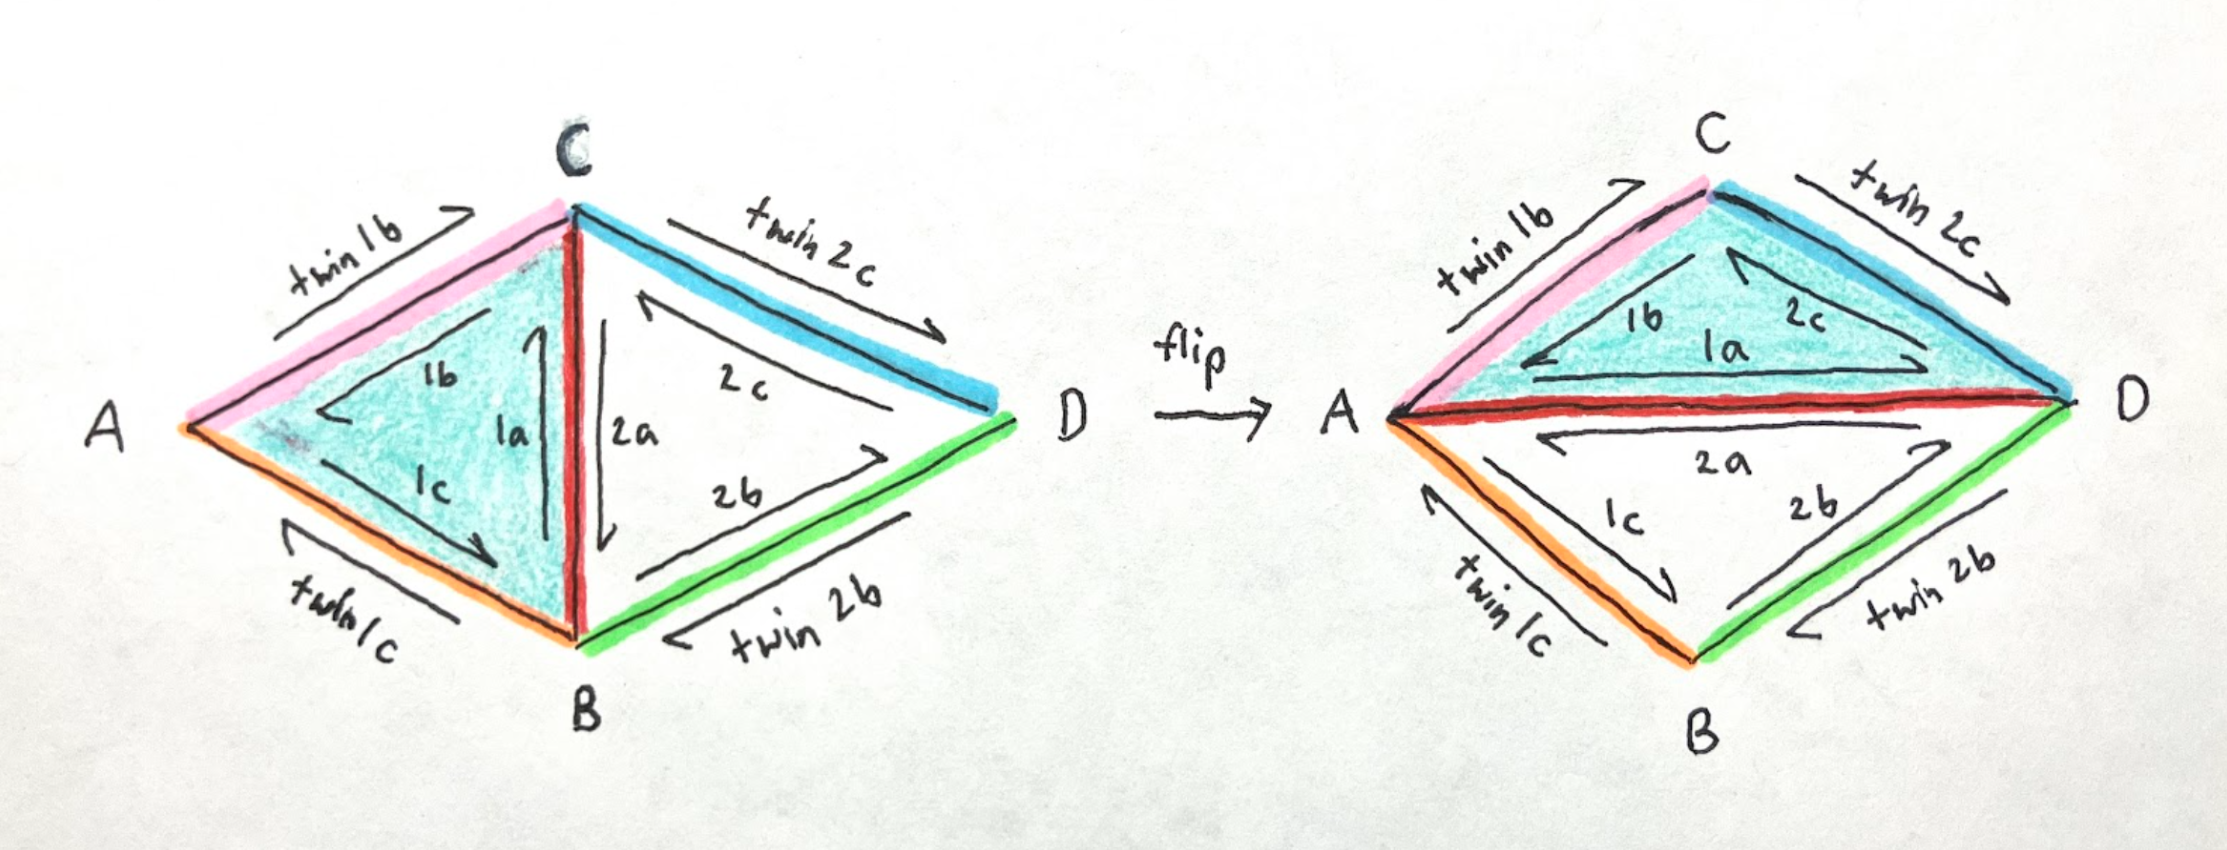 C
twin 1b
twin 2c
1b
1a
2a
2c
A
D
1c
2b
twin 1c
twin 2b
B
flip
C
twin 1b
twin 2c
1b
2c
1a
A
D
2a
1c
2b
twin 1c
twin 2b
B